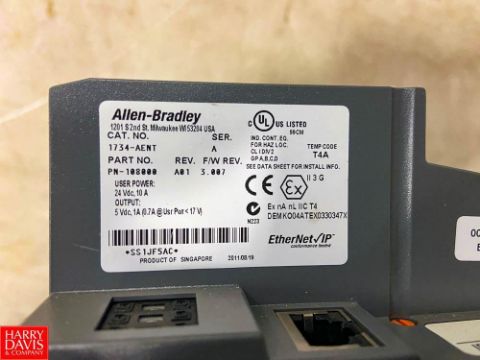 Allen-Bradley
1201 S 2nd St. Milwaukee WI 53204 USA
CAT. NO. SER.
1734-AENT A
PART NO. REV. F/W REV.
PN-108000 A01 3.007
USER POWER:
24 Vdc, 10 A
OUTPUT:
5 Vdc, 1A (0.7A @ Usr Pwr < 17 V)
*SS1JF5AC*
PRODUCT OF SINGAPORE 2011/08/19
c UL US LISTED
IND. CONT. EQ.
FOR HAZ LOC.
CL I DIV 2
GP A,B,C,D
TEMP CODE
T4A
SEE DATA SHEET FOR INSTALL INFO.
CE Ex II 3 G
N223
Ex nA nL IIC T4
DEMKO04ATEX0330347X
EtherNet/IP
conformance tested
HARRY
DAVIS
& COMPANY